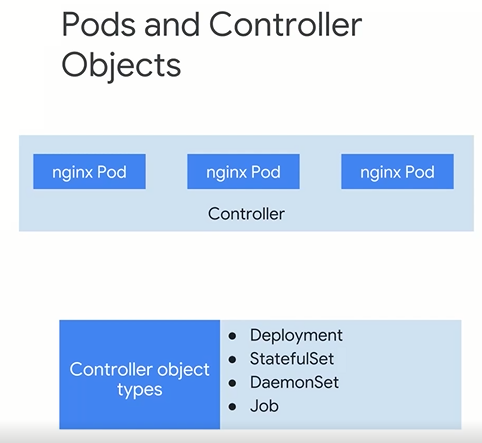 Pods and Controller
Objects
nginx Pod
nginx Pod
nginx Pod
Controller
Controller object
types
● Deployment
● StatefulSet
● DaemonSet
● Job